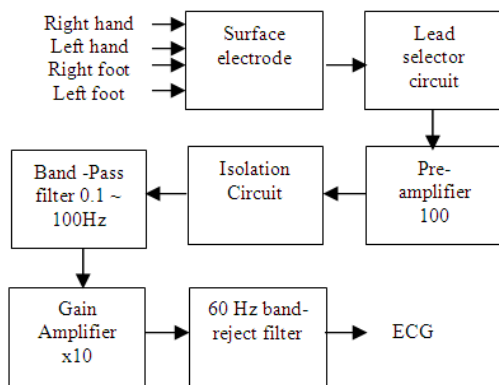 Right hand
Left hand
Right foot
Left foot
Surface
electrode
Lead
selector
circuit
Band -Pass
filter 0.1 ~
100Hz
Isolation
Circuit
Pre-
amplifier
100
Gain
Amplifier
x10
60 Hz band-
reject filter
ECG